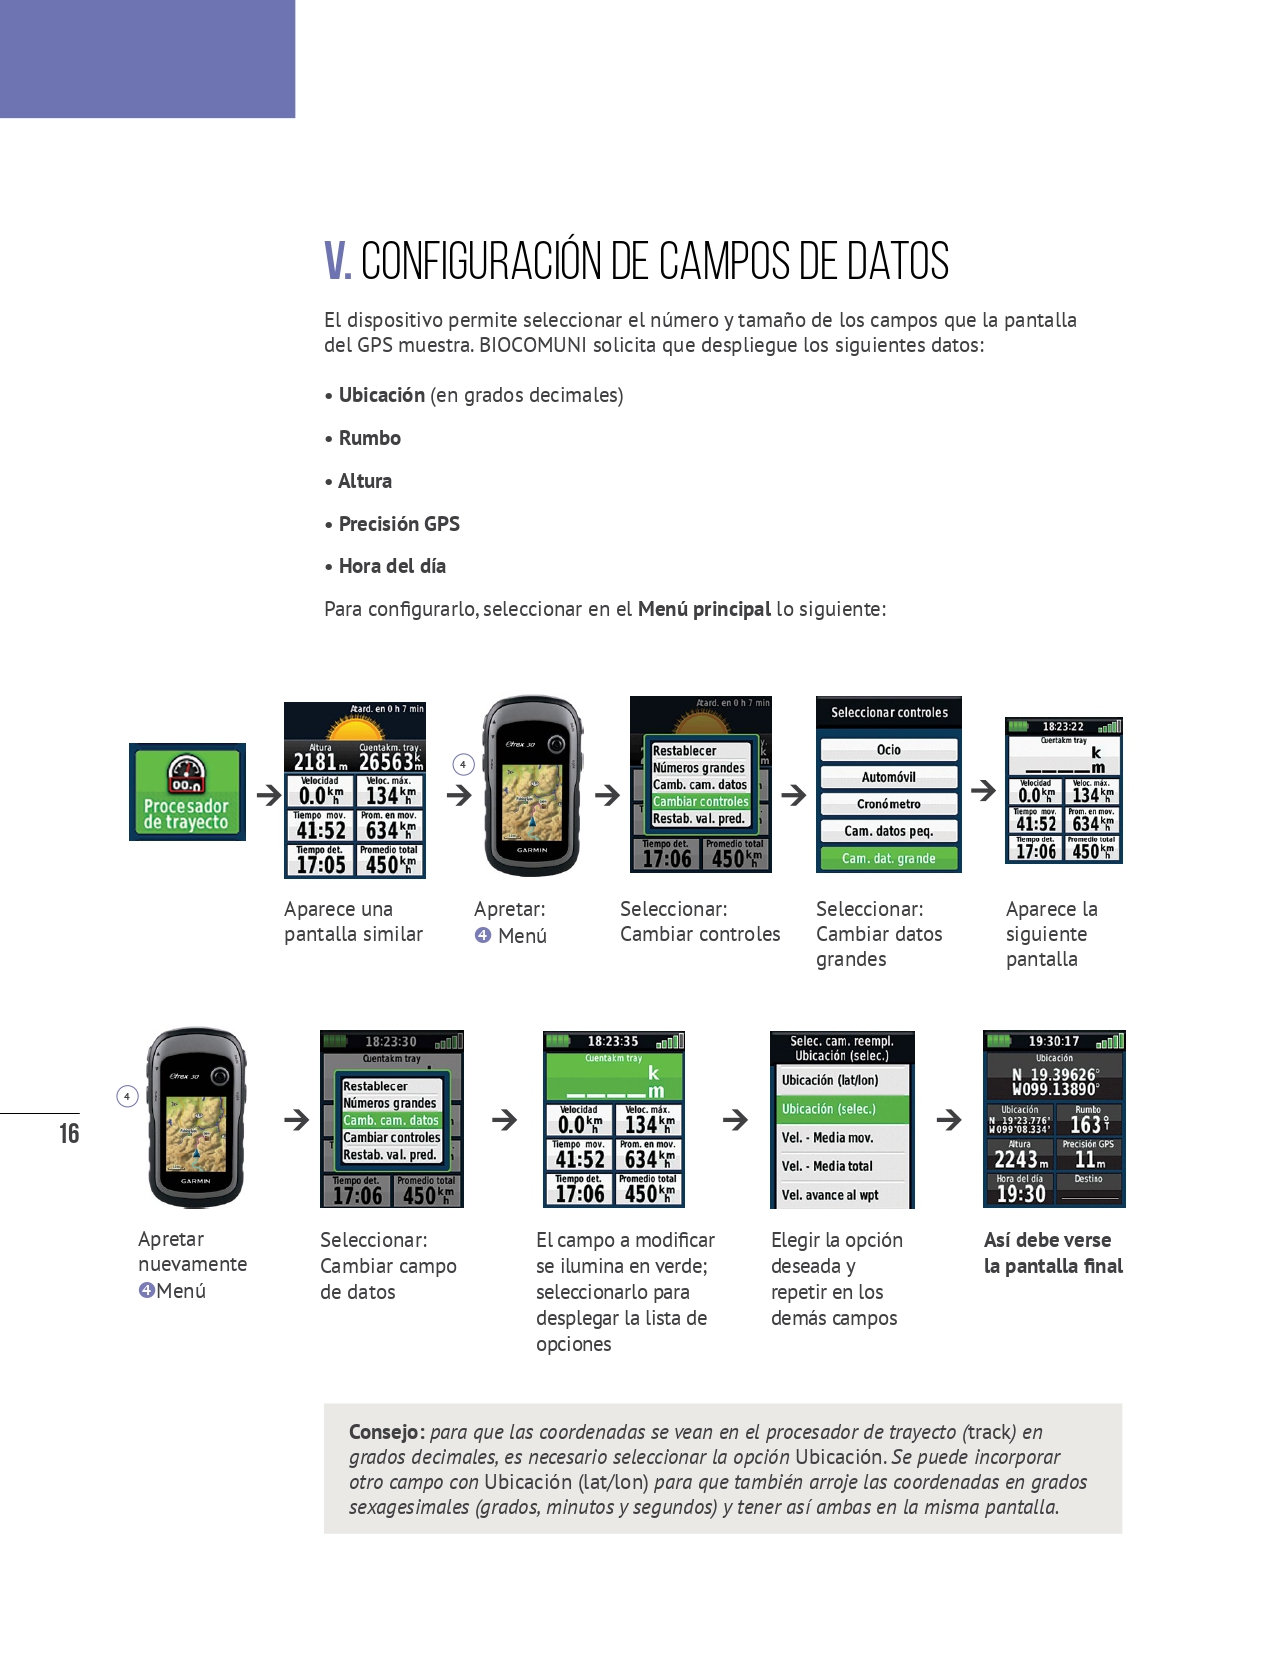 V. CONFIGURACIÓN DE CAMPOS DE DATOS
El dispositivo permite seleccionar el número y tamaño de los campos que la pantalla
del GPS muestra. BIOCOMUNI solicita que despliegue los siguientes datos:
• Ubicación (en grados decimales)
• Rumbo
• Altura
• Precisión GPS
• Hora del día
Para configurarlo, seleccionar en el Menú principal lo siguiente:
Procesador
de trayecto
Atard. en 0 h 7 min
Altura Cuentakm. tray.
2181 m 26563 k m
Velocidad Veloc. máx.
0.0 km h 134 km h
Tiempo mov. Prom. en mov.
41:52 634 km h
Tiempo det. Promedio total
17:05 450 km h
Aparece una
pantalla similar
4
eTrex 30
GARMIN
Apretar:
4 Menú
Atard. en 0 h 7 min
Restablecer
Números grandes
Camb. cam. datos
Cambiar controles
Restab. val. pred.
Tiempo det. Promedio total
17:06 450 km h
Seleccionar:
Cambiar controles
Seleccionar controles
Ocio
Automóvil
Cronómetro
Cam. datos peq.
Cam. dat. grande
Seleccionar:
Cambiar datos
grandes
18:23:22
Cuentakm tray
_ _ _ _ k m
Velocidad Veloc. máx.
0.0 km h 134 km h
Tiempo mov. Prom. en mov.
41:52 634 km h
Tiempo det. Promedio total
17:06 450 km h
Aparece la
siguiente
pantalla
4
eTrex 30
GARMIN
Apretar
nuevamente
4Menú
18:23:30
Cuentakm tray
Restablecer
Números grandes
Camb. cam. datos
Cambiar controles
Restab. val. pred.
Tiempo det. Promedio total
17:06 450 km h
Seleccionar:
Cambiar campo
de datos
18:23:35
Cuentakm tray
_ _ _ _ k m
Velocidad Veloc. máx.
0.0 km h 134 km h
Tiempo mov. Prom. en mov.
41:52 634 km h
Tiempo det. Promedio total
17:06 450 km h
El campo a modificar
se ilumina en verde;
seleccionarlo para
desplegar la lista de
opciones
Selec. cam. reempl.
Ubicación (selec.)
Ubicación (lat/lon)
Ubicación (selec.)
Vel. - Media mov.
Vel. - Media total
Vel. avance al wpt
Elegir la opción
deseada y
repetir en los
demás campos
19:30:17
Ubicación
N 19.39626°
W099.13890°
Ubicación Rumbo
N 19°23.776'
W099°08.334' 163°T
Altura Precisión GPS
2243 m 11 m
Hora del día Destino
19:30
Así debe verse
la pantalla final
16
Consejo: para que las coordenadas se vean en el procesador de trayecto (track) en
grados decimales, es necesario seleccionar la opción Ubicación. Se puede incorporar
otro campo con Ubicación (lat/lon) para que también arroje las coordenadas en grados
sexagesimales (grados, minutos y segundos) y tener así ambas en la misma pantalla.